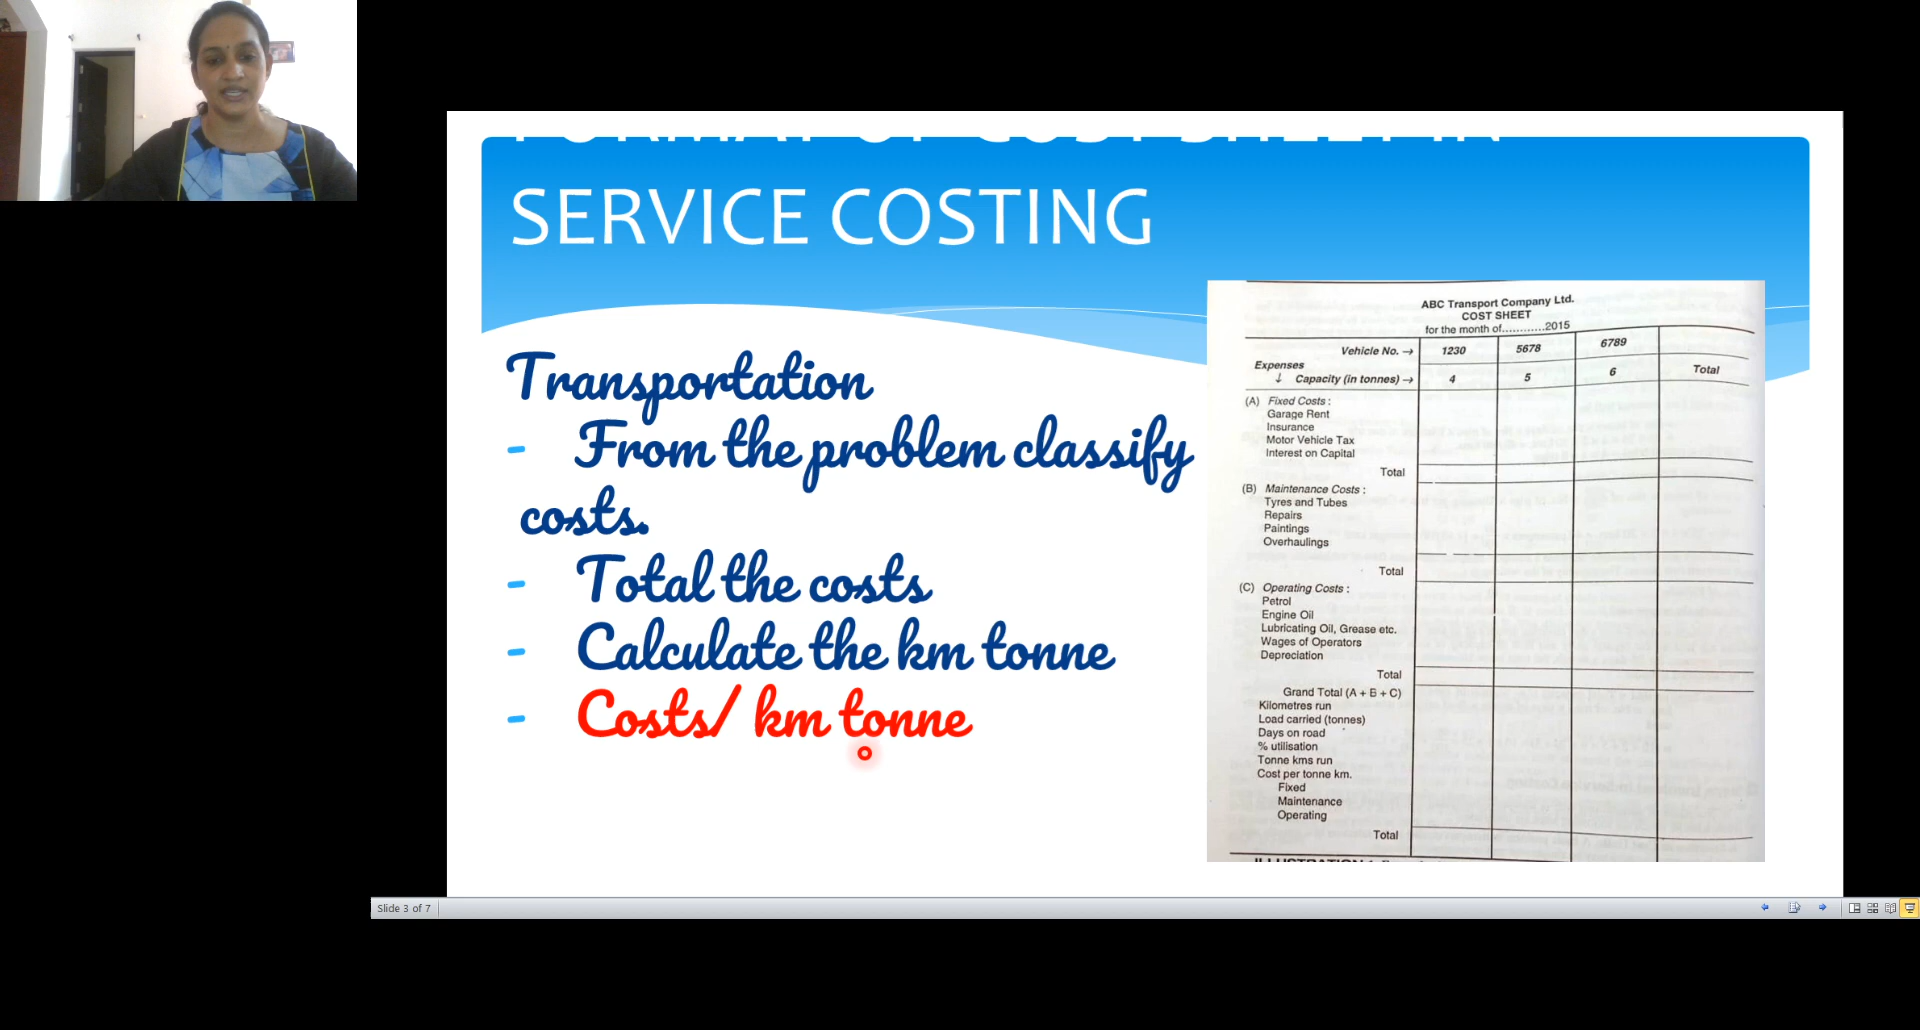 FORMAT OF COST SHEET IN
SERVICE COSTING
Transportation
- From the problem classify
costs.
- Total the costs
- Calculate the km tonne
- Costs/ km tonne
ABC Transport Company Ltd.
COST SHEET
for the month of............2015
Vehicle No. → 1230 5678 6789
Expenses
↓ Capacity (in tonnes) → 4 5 6 Total
(A) Fixed Costs :
Garage Rent
Insurance
Motor Vehicle Tax
Interest on Capital
Total
(B) Maintenance Costs :
Tyres and Tubes
Repairs
Paintings
Overhaulings
Total
(C) Operating Costs :
Petrol
Engine Oil
Lubricating Oil, Grease etc.
Wages of Operators
Depreciation
Total
Grand Total (A + B + C)
Kilometres run
Load carried (tonnes)
Days on road
% utilisation
Tonne kms run
Cost per tonne km.
Fixed
Maintenance
Operating
Total
Slide 3 of 7